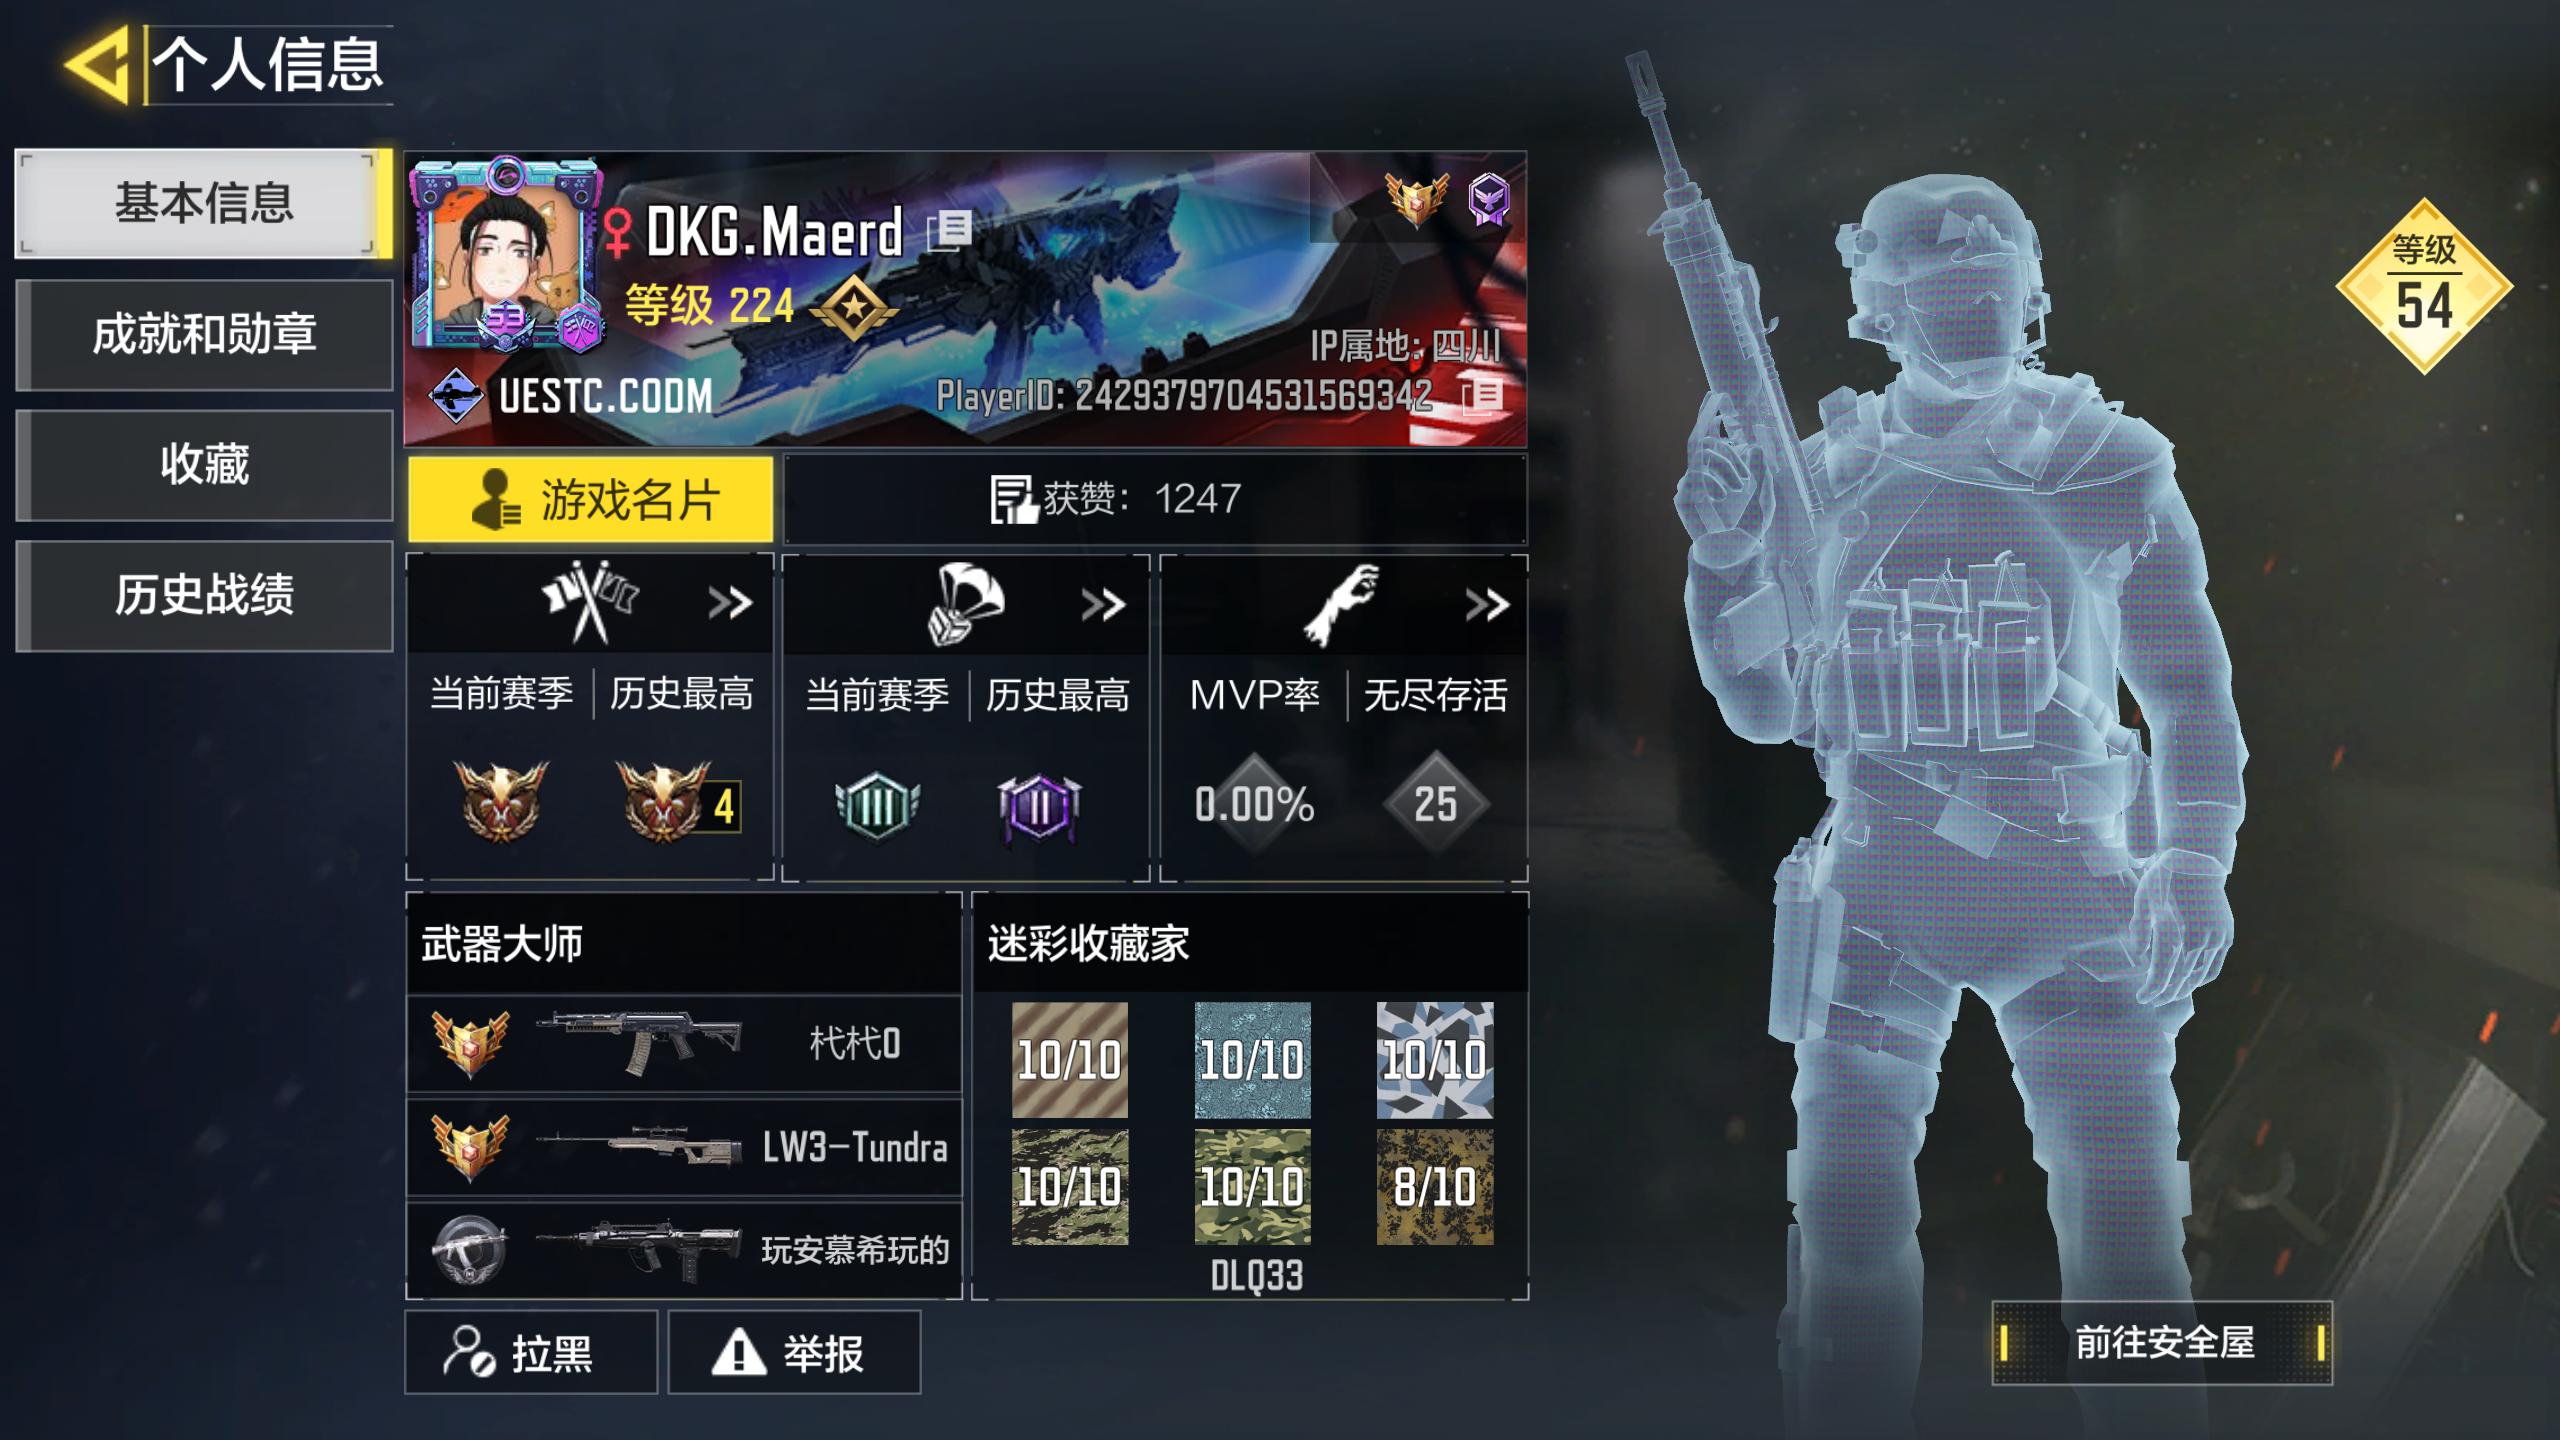 个人信息
基本信息
成就和勋章
收藏
历史战绩
DKG.Maerd
等级 224
53
UESTC.CODM
IP属地: 四川
PlayerID: 2429379704531569342
等级
54
游戏名片
获赞: 1247
当前赛季 历史最高
4
当前赛季 历史最高
III II
MVP率 无尽存活
0.00% 25
武器大师
杙杙0
LW3-Tundra
玩安慕希玩的
迷彩收藏家
10/10 10/10 10/10
10/10 10/10 8/10
DLQ33
拉黑
举报
前往安全屋